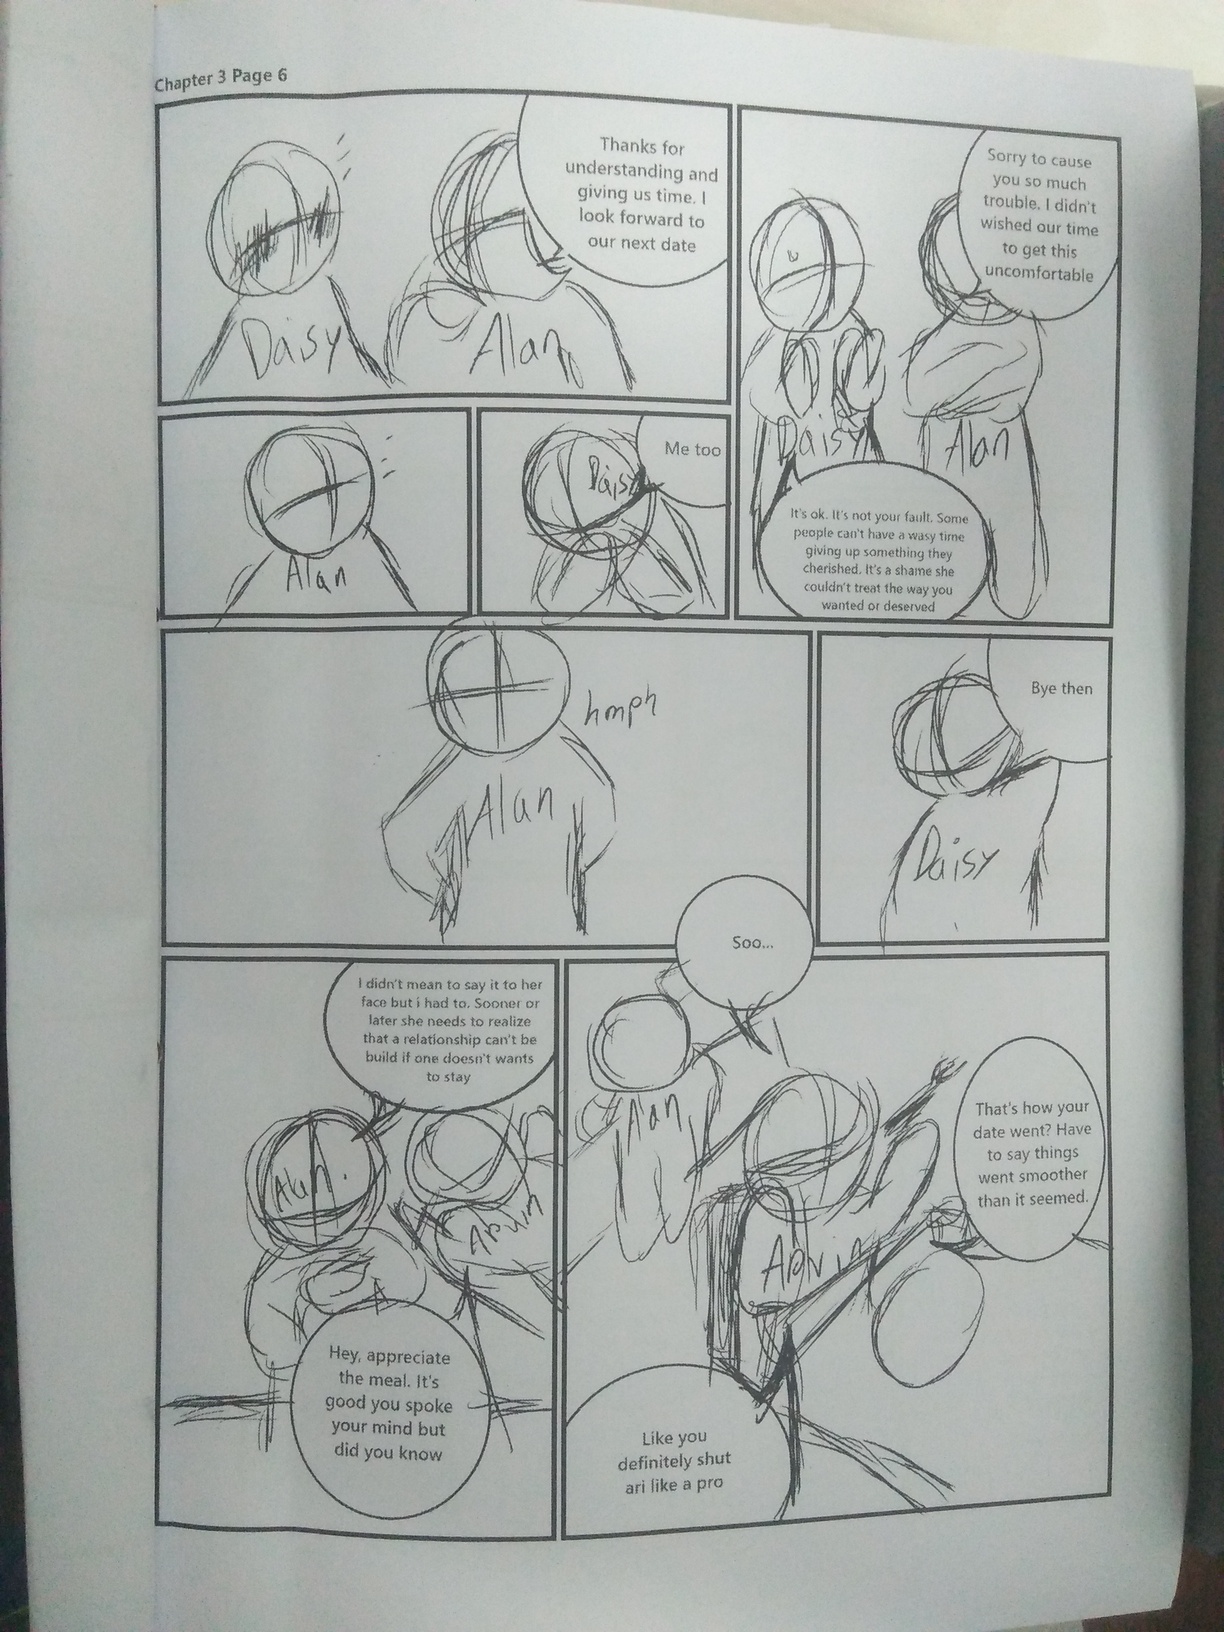 Chapter 3 Page 6
Thanks for
understanding and
giving us time. I
look forward to
our next date
Daisy
Alan
Sorry to cause
you so much
trouble. I didn't
wished our time
to get this
uncomfortable
Daisy
Alan
It's ok. It's not your fault. Some
people can't have a wasy time
giving up something they
cherished. It's a shame she
couldn't treat the way you
wanted or deserved
Alan
Me too
Daisy
hmph
Alan
Bye then
Daisy
I didn't mean to say it to her
face but i had to. Sooner or
later she needs to realize
that a relationship can't be
build if one doesn't wants
to stay
Alan
Hey, appreciate
the meal. It's
good you spoke
your mind but
did you know
Soo...
Alan
That's how your
date went? Have
to say things
went smoother
than it seemed.
Like you
definitely shut
ari like a pro